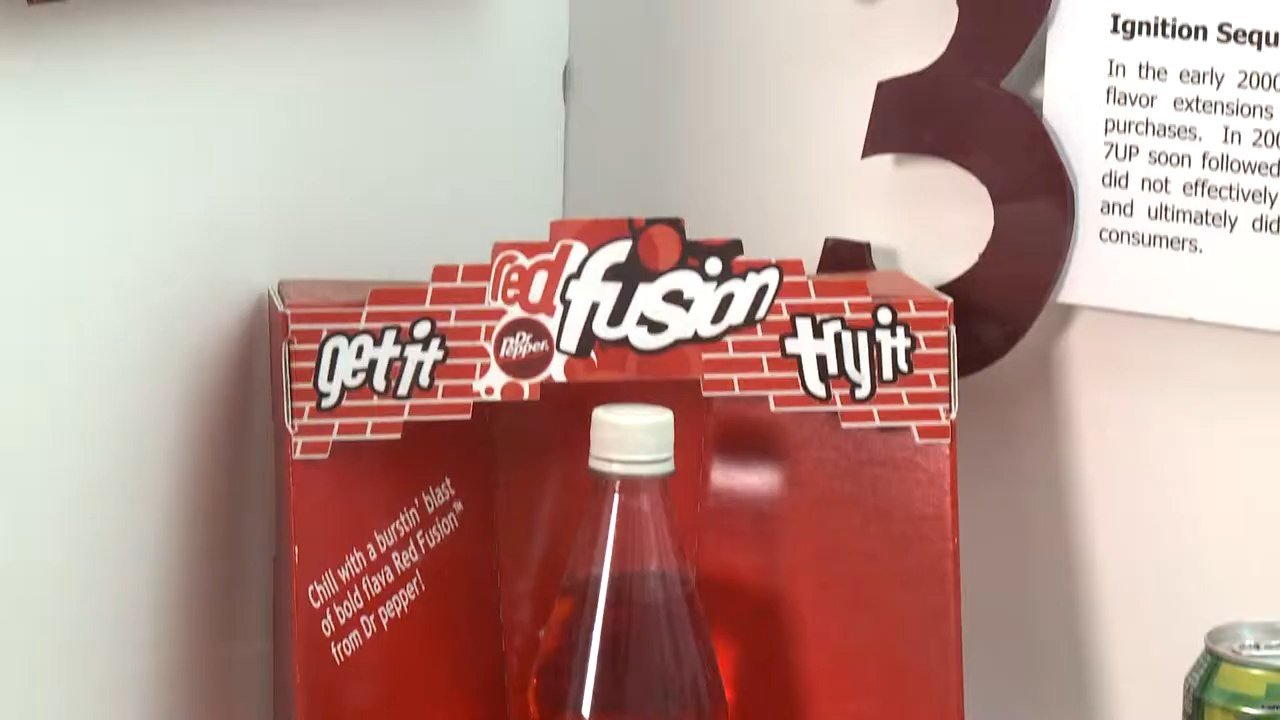 3
Ignition Sequ
In the early 200
flavor extensions
purchases. In 20
7UP soon followed
did not effectively
and ultimately did
consumers.
red
fusion
Dr
Pepper.
get it
try it
Chill with a burstin' blast
of bold flava Red Fusion™
from Dr pepper!